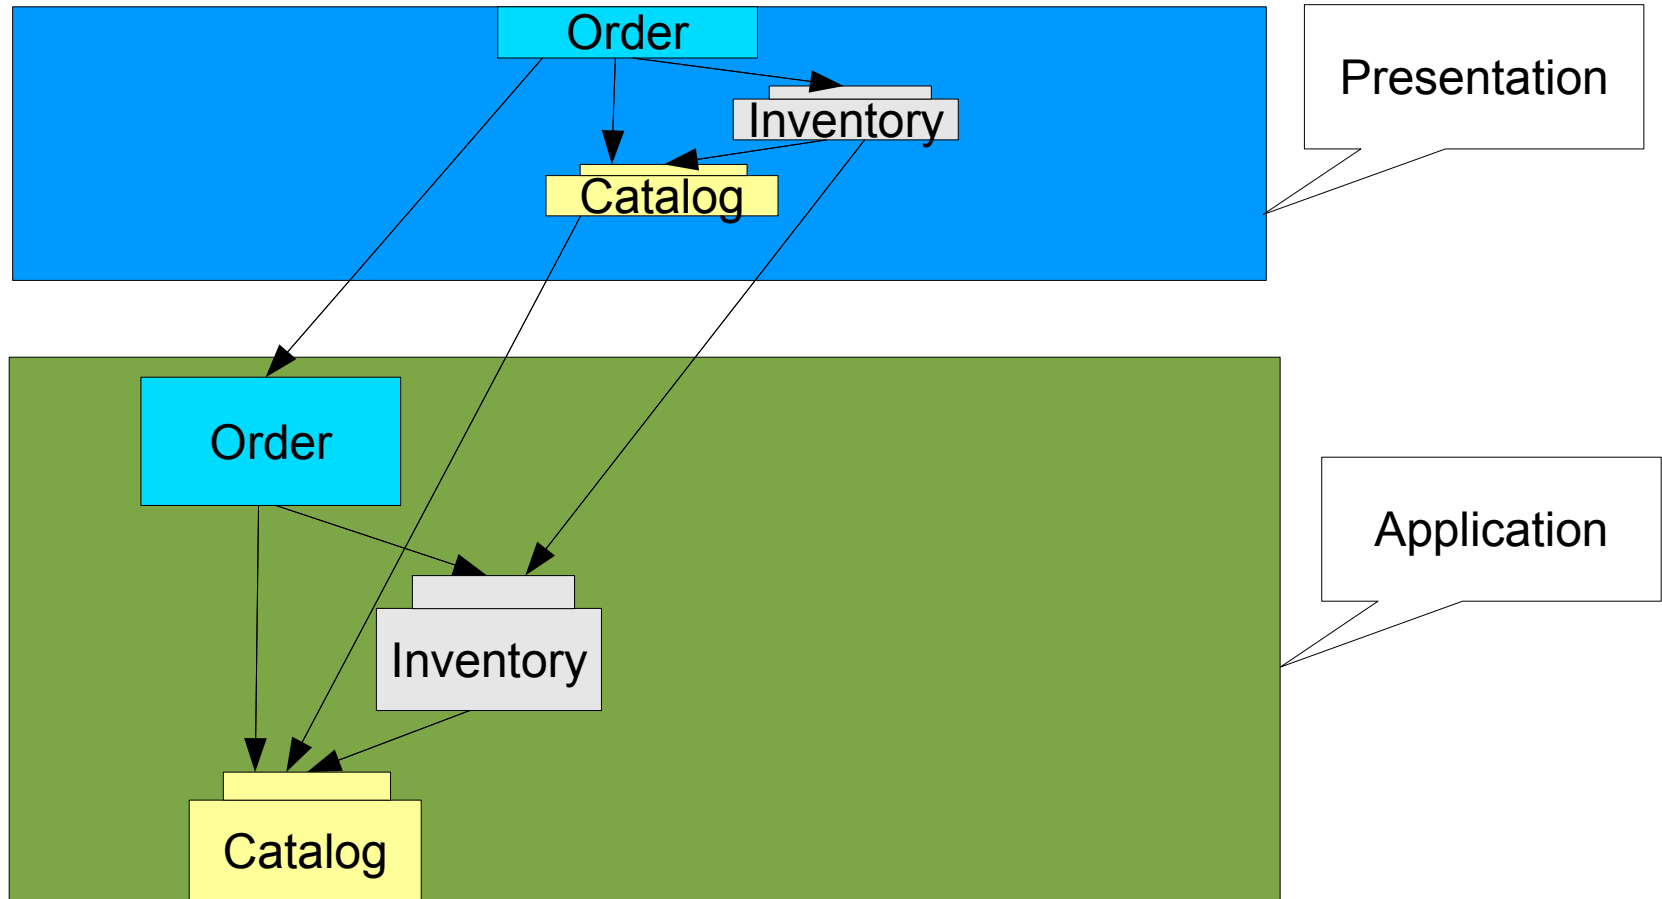 Order
Presentation
Inventory
Catalog
Order
Application
Inventory
Catalog